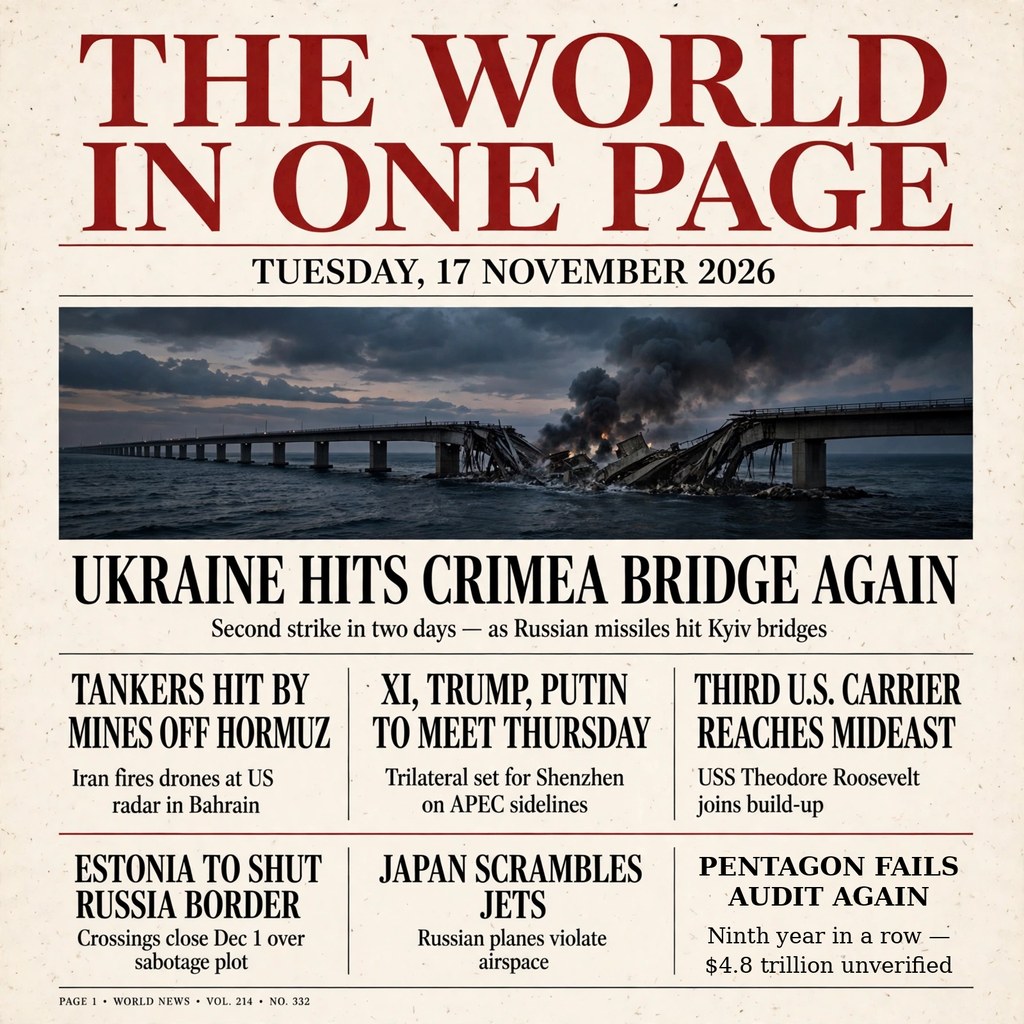 THE WORLD
IN ONE PAGE
TUESDAY, 17 NOVEMBER 2026
UKRAINE HITS CRIMEA BRIDGE AGAIN
Second strike in two days — as Russian missiles hit Kyiv bridges
TANKERS HIT BY
MINES OFF HORMUZ
Iran fires drones at US
radar in Bahrain
XI, TRUMP, PUTIN
TO MEET THURSDAY
Trilateral set for Shenzhen
on APEC sidelines
THIRD U.S. CARRIER
REACHES MIDEAST
USS Theodore Roosevelt
joins build-up
ESTONIA TO SHUT
RUSSIA BORDER
Crossings close Dec 1 over
sabotage plot
JAPAN SCRAMBLES
JETS
Russian planes violate
airspace
PENTAGON FAILS
AUDIT AGAIN
Ninth year in a row —
$4.8 trillion unverified
PAGE 1 • WORLD NEWS • VOL. 214 • NO. 332